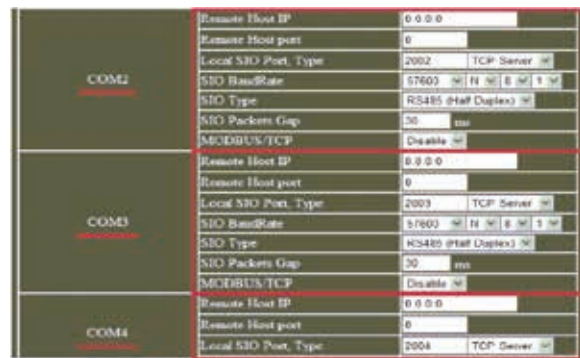 COM2
Remote Host IP 0.0.0.0
Remote Host port 0
Local SIO Port, Type 2002 TCP Server
SIO BaudRate 57600 N 8 1
SIO Type RS485 (Half Duplex)
SIO Packets Gap 30 ms
MODBUS/TCP Disable
COM3
Remote Host IP 0.0.0.0
Remote Host port 0
Local SIO Port, Type 2003 TCP Server
SIO BaudRate 57600 N 8 1
SIO Type RS485 (Half Duplex)
SIO Packets Gap 30 ms
MODBUS/TCP Disable
COM4
Remote Host IP 0.0.0.0
Remote Host port 0
Local SIO Port, Type 2004 TCP Server